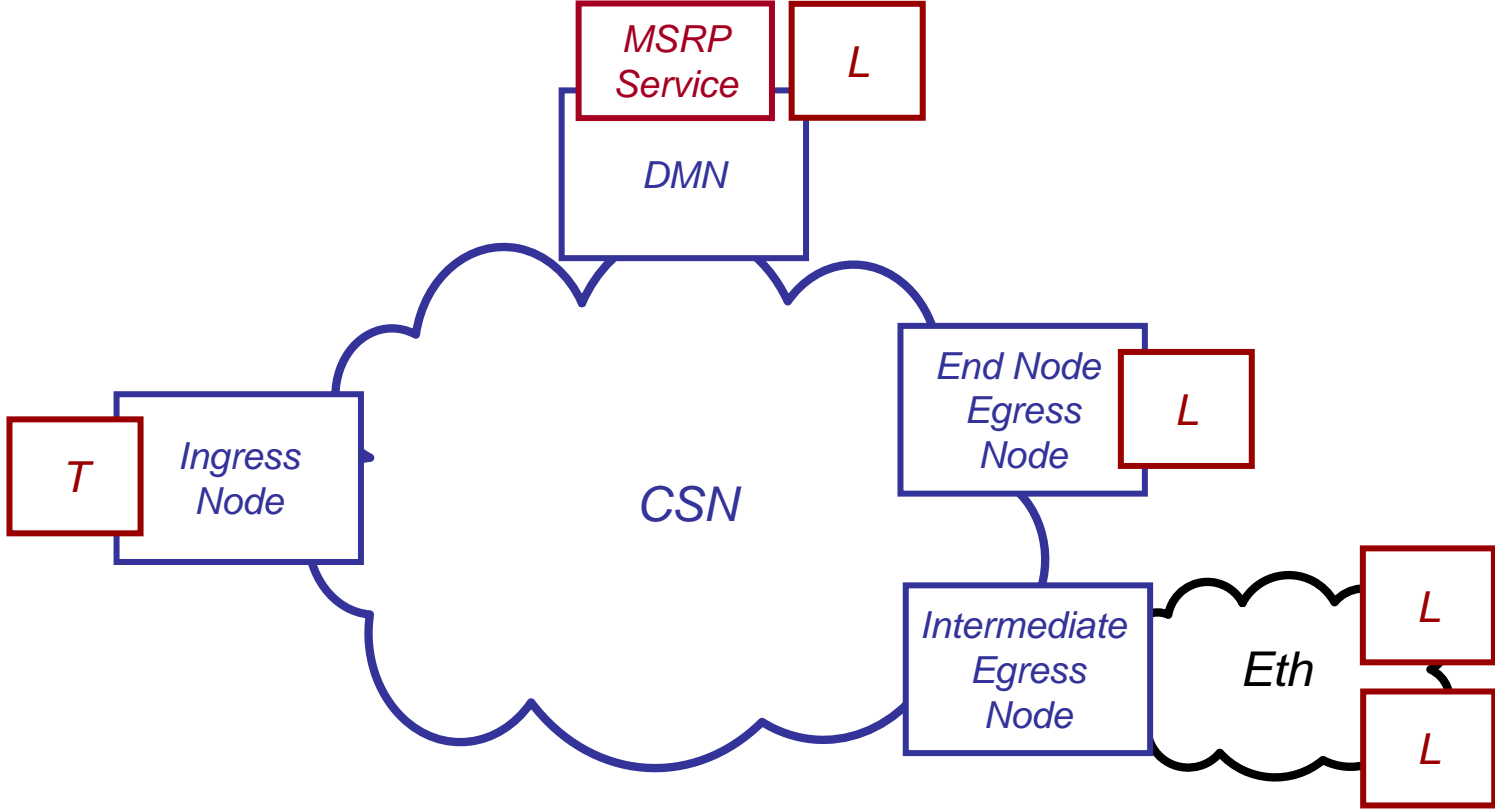 MSRP
Service
L
DMN
End Node
Egress
Node
L
T
Ingress
Node
CSN
Intermediate
Egress
Node
Eth
L
L